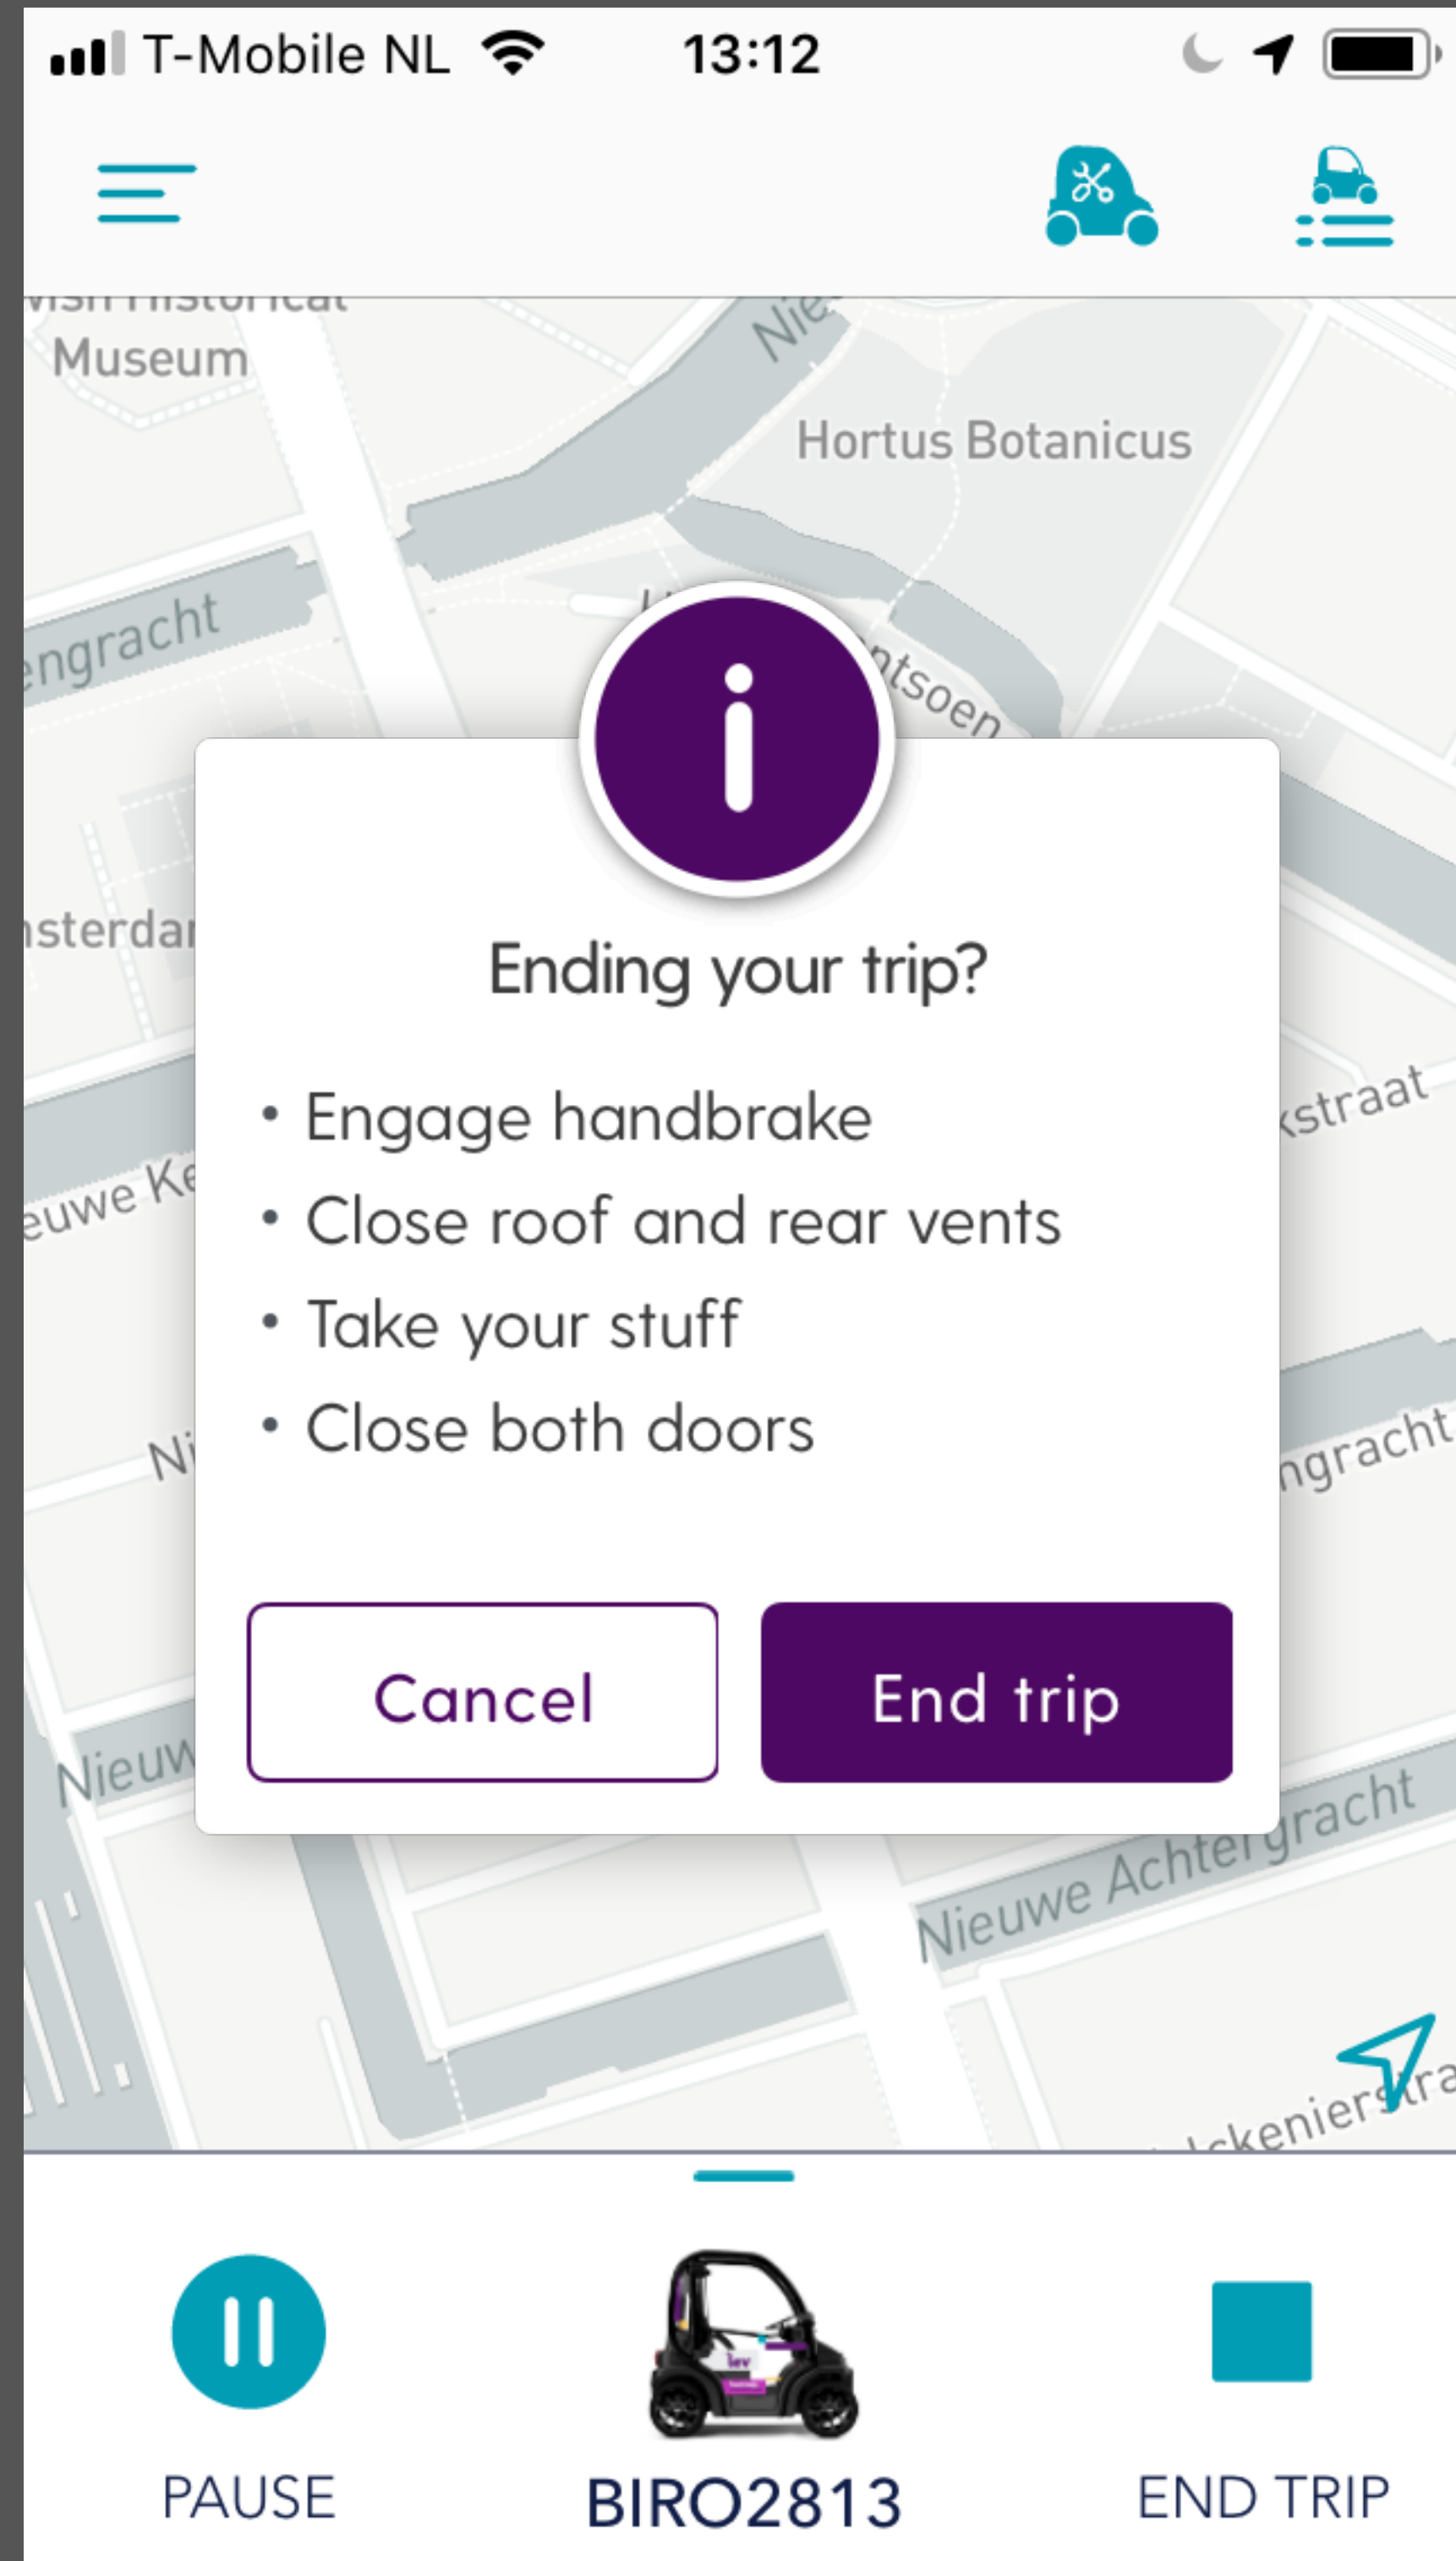 T-Mobile NL 13:12
Museum
Hortus Botanicus
Ending your trip?
• Engage handbrake
• Close roof and rear vents
• Take your stuff
• Close both doors
Cancel End trip
Nieuwe Achtergracht
PAUSE BIRO2813 END TRIP